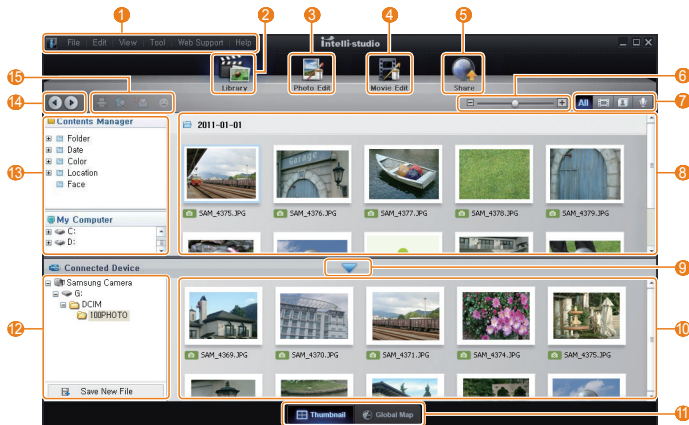 1
2
3
4
5
File Edit View Tool Web Support Help
intelli-studio
Library
Photo Edit
Movie Edit
Share
15
6
14
7
All
Contents Manager
2011-01-01
Folder
Date
Color
Location
Face
13
8
Garage
SAM_4375.JPG
SAM_4376.JPG
SAM_4377.JPG
SAM_4378.JPG
SAM_4379.JPG
My Computer
C:
D:
Connected Device
9
Samsung Camera
G:
DCIM
100PHOTO
12
10
SAM_4369.JPG
SAM_4370.JPG
SAM_4371.JPG
SAM_4374.JPG
SAM_4375.JPG
Save New File
Thumbnail
Global Map
11